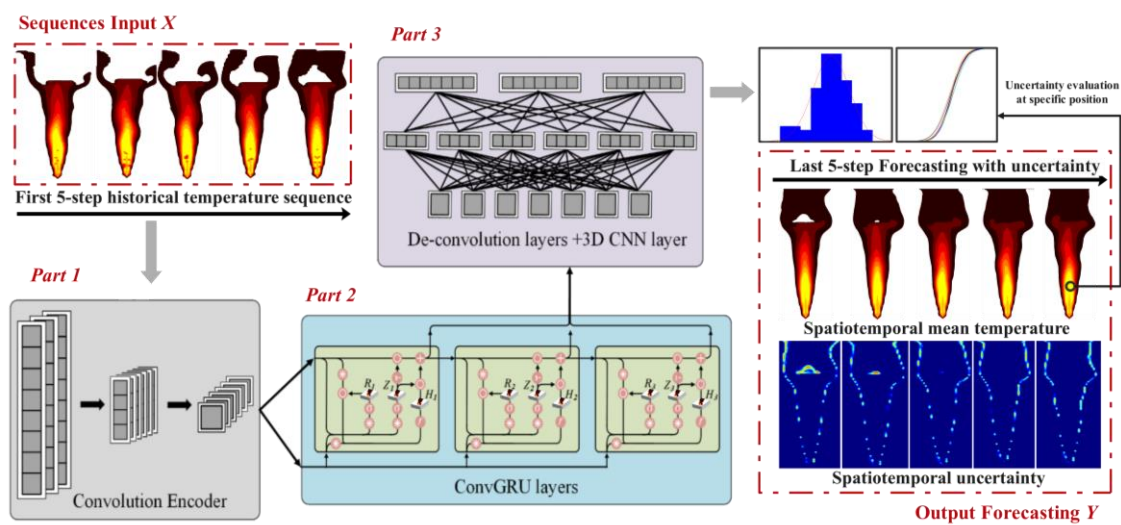 Sequences Input X
First 5-step historical temperature sequence
Part 1
Convolution Encoder
Part 2
R1
Z1
H1
R2
Z2
H2
R3
Z3
H3
ConvGRU layers
Part 3
De-convolution layers +3D CNN layer
Uncertainty evaluation
at specific position
Last 5-step Forecasting with uncertainty
Spatiotemporal mean temperature
Spatiotemporal uncertainty
Output Forecasting Y